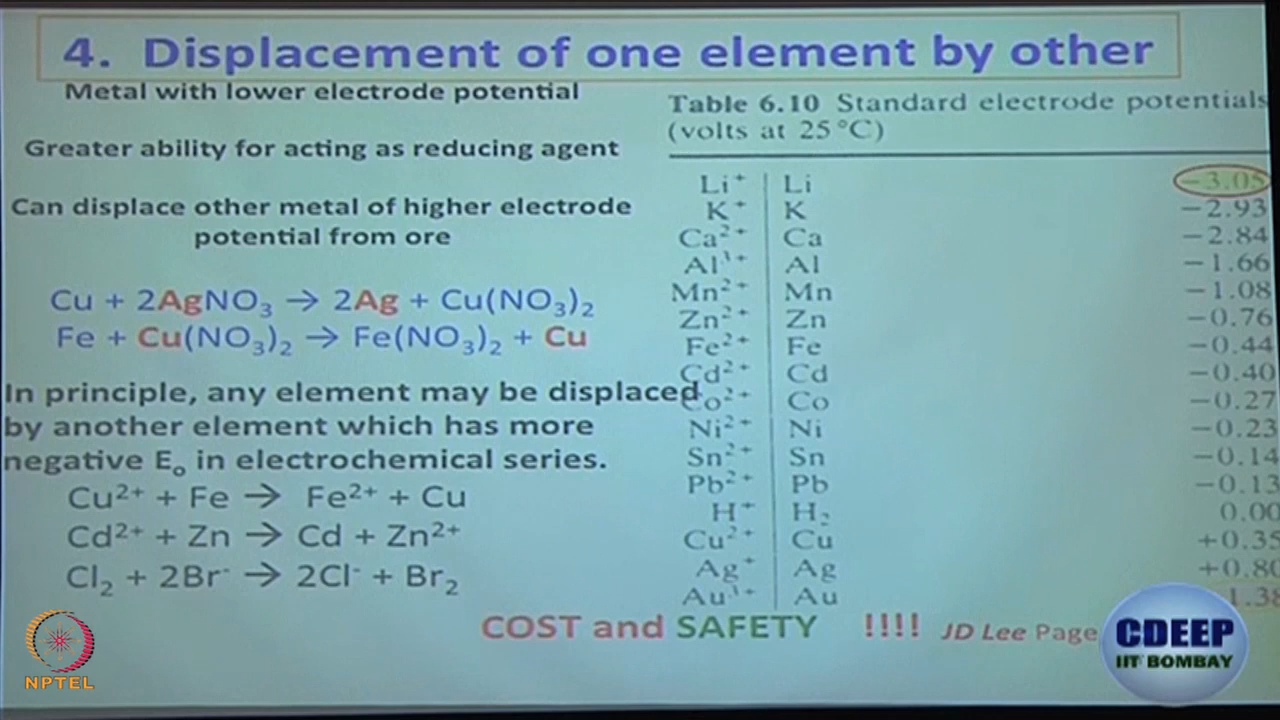 4. Displacement of one element by other
Metal with lower electrode potential
Greater ability for acting as reducing agent
Can displace other metal of higher electrode
potential from ore
Cu + 2AgNO₃ → 2Ag + Cu(NO₃)₂
Fe + Cu(NO₃)₂ → Fe(NO₃)₂ + Cu
In principle, any element may be displaced
by another element which has more
negative Eₒ in electrochemical series.
Cu²⁺ + Fe → Fe²⁺ + Cu
Cd²⁺ + Zn → Cd + Zn²⁺
Cl₂ + 2Br⁻ → 2Cl⁻ + Br₂
Table 6.10 Standard electrode potentials
(volts at 25 °C)
Li⁺ | Li −3.05
K⁺ | K −2.93
Ca²⁺ | Ca −2.84
Al³⁺ | Al −1.66
Mn²⁺ | Mn −1.08
Zn²⁺ | Zn −0.76
Fe²⁺ | Fe −0.44
Cd²⁺ | Cd −0.40
Co²⁺ | Co −0.27
Ni²⁺ | Ni −0.23
Sn²⁺ | Sn −0.14
Pb²⁺ | Pb −0.13
H⁺ | H₂ 0.00
Cu²⁺ | Cu +0.35
Ag⁺ | Ag +0.80
Au³⁺ | Au 1.38
COST and SAFETY !!!! JD Lee Page
NPTEL
CDEEP
IIT BOMBAY